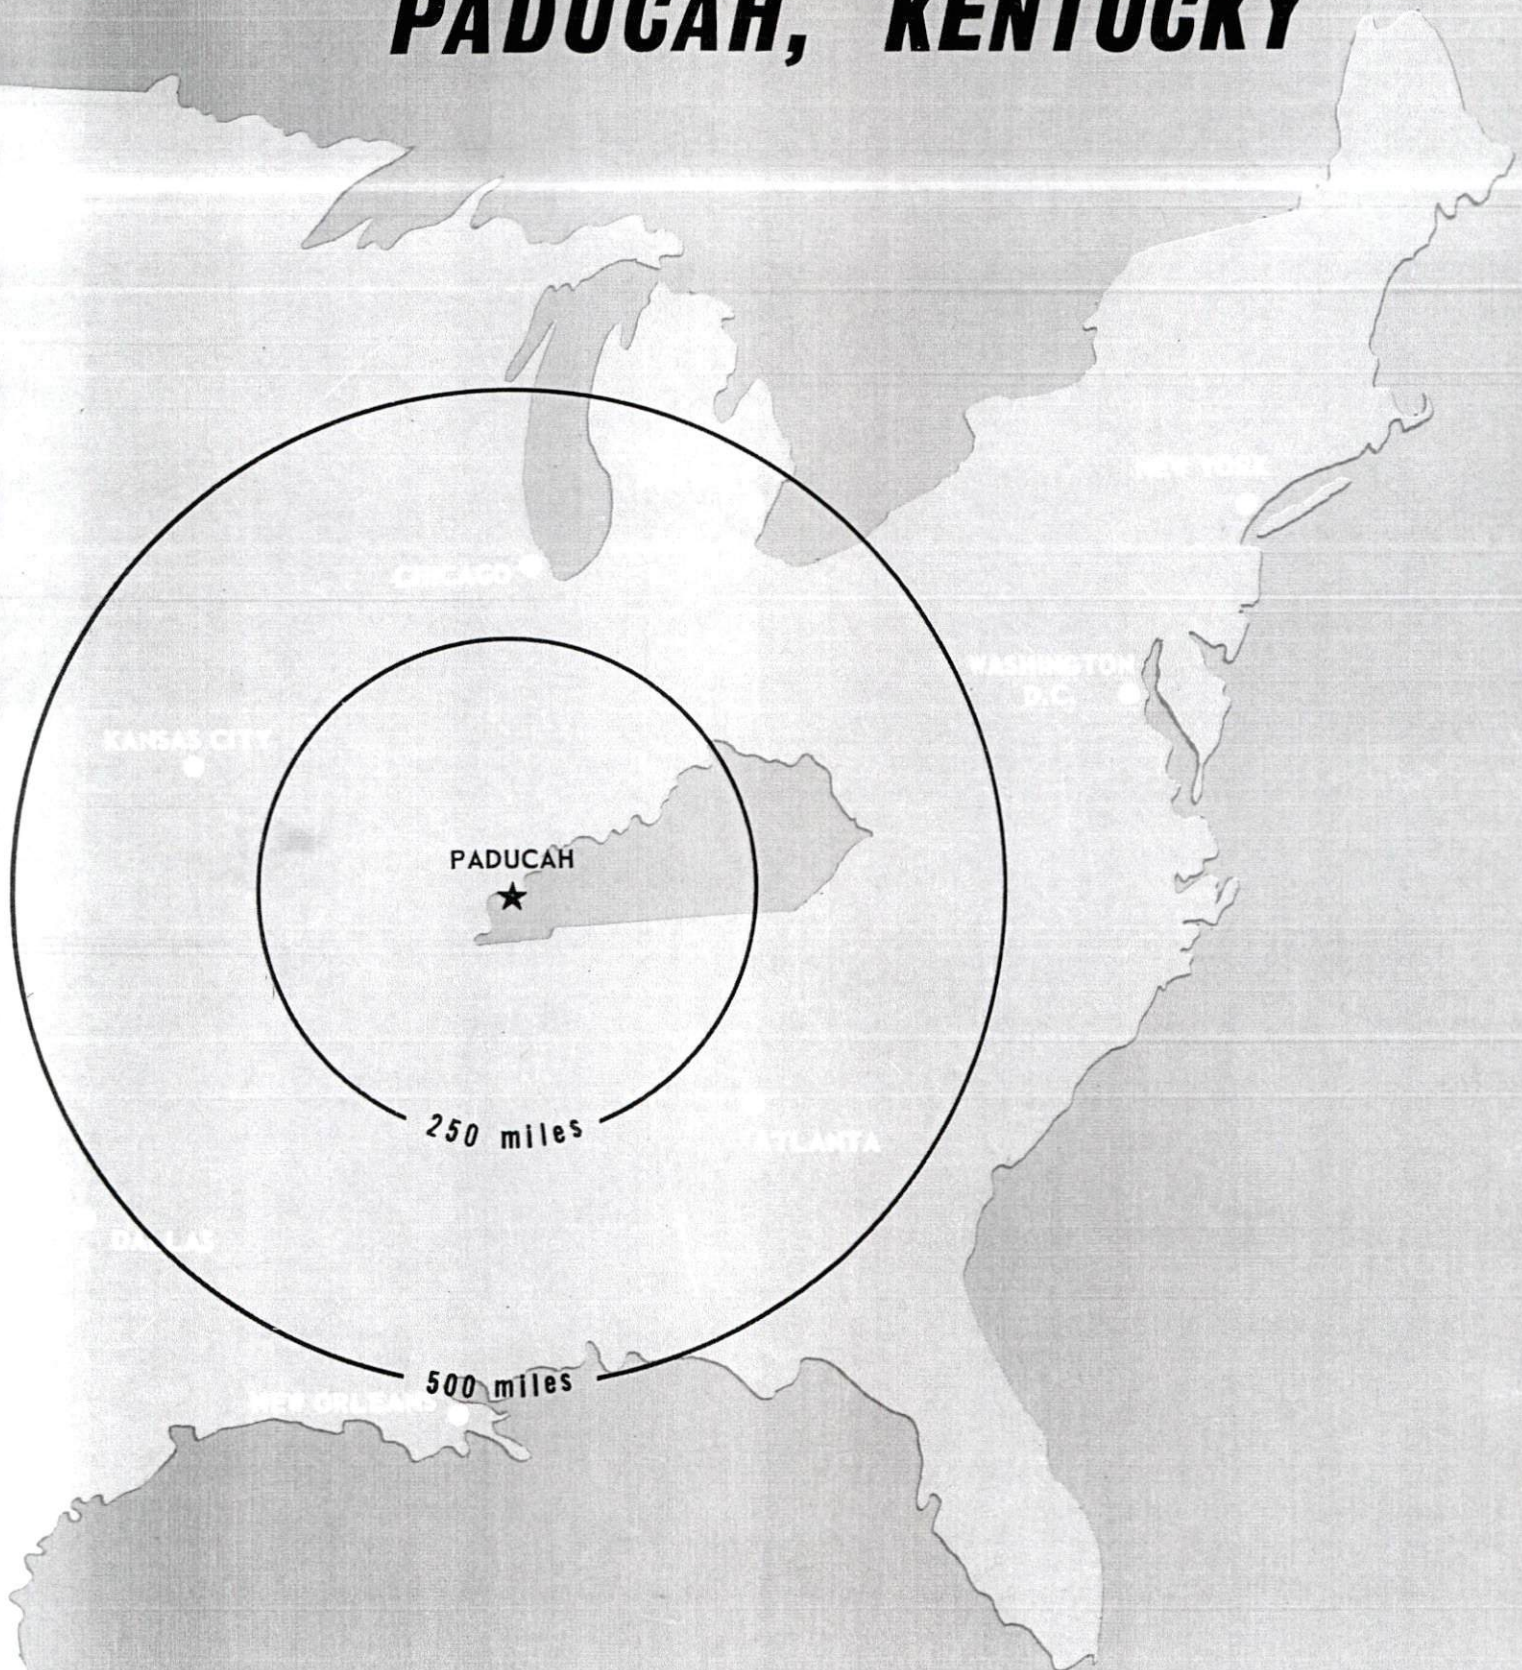 PADUCAH, KENTUCKY
NEW YORK
CHICAGO
WASHINGTON
D.C.
KANSAS CITY
PADUCAH
250 miles
ATLANTA
DALLAS
500 miles
NEW ORLEANS